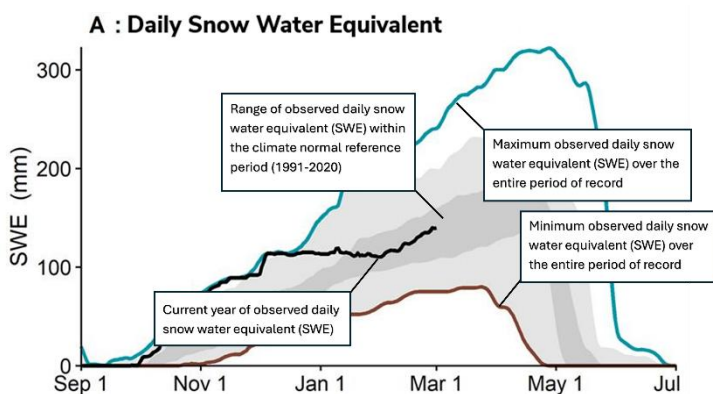 A : Daily Snow Water Equivalent
300
200
100
0
SWE (mm)
Range of observed daily snow
water equivalent (SWE) within
the climate normal reference
period (1991-2020)
Maximum observed daily snow
water equivalent (SWE) over the
entire period of record
Minimum observed daily snow
water equivalent (SWE) over
the entire period of record
Current year of observed daily
snow water equivalent (SWE)
Sep 1
Nov 1
Jan 1
Mar 1
May 1
Jul